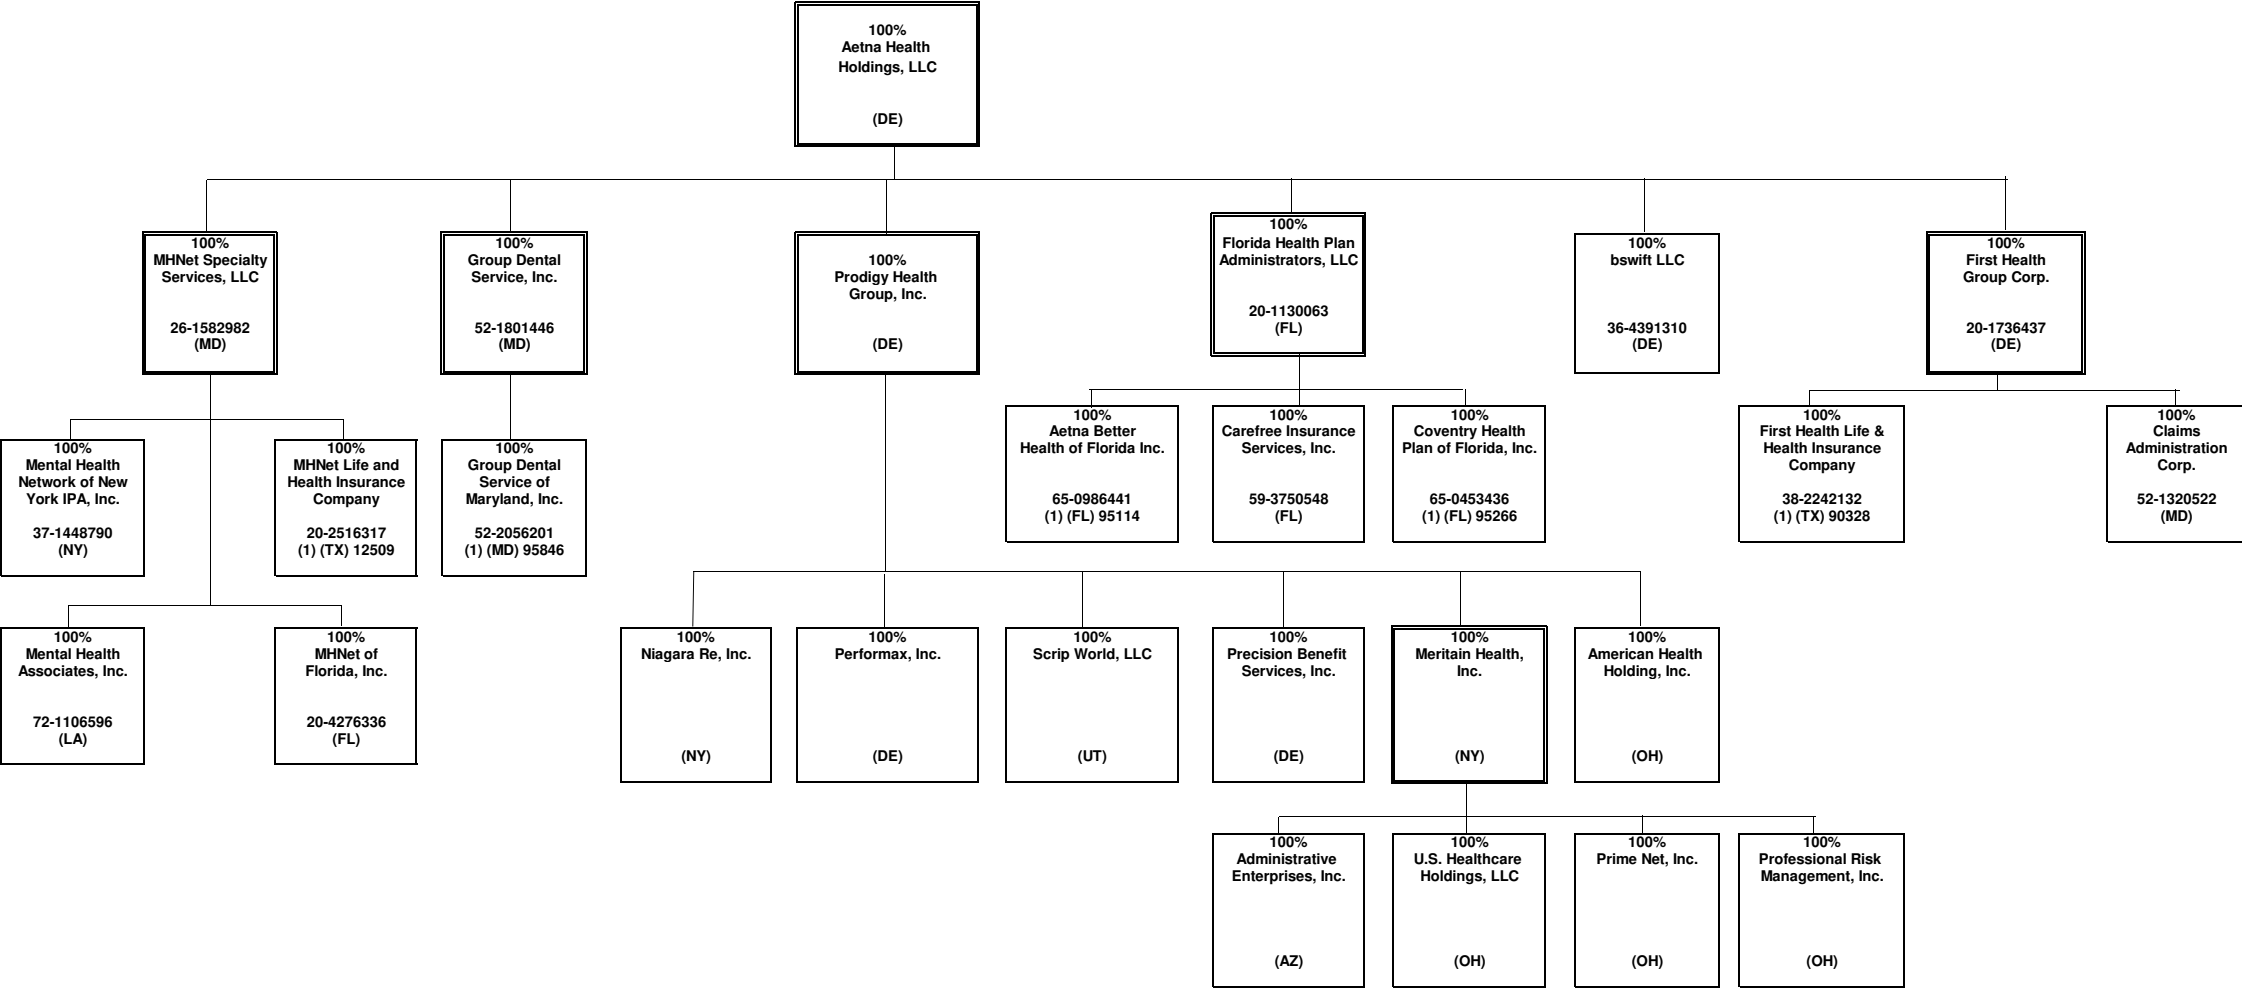 100%
Aetna Health
Holdings, LLC
(DE)
100%
MHNet Specialty
Services, LLC
26-1582982
(MD)
100%
Group Dental
Service, Inc.
52-1801446
(MD)
100%
Prodigy Health
Group, Inc.
(DE)
100%
Florida Health Plan
Administrators, LLC
20-1130063
(FL)
100%
bswift LLC
36-4391310
(DE)
100%
First Health
Group Corp.
20-1736437
(DE)
100%
Mental Health
Network of New
York IPA, Inc.
37-1448790
(NY)
100%
MHNet Life and
Health Insurance
Company
20-2516317
(1) (TX) 12509
100%
Group Dental
Service of
Maryland, Inc.
52-2056201
(1) (MD) 95846
100%
Aetna Better
Health of Florida Inc.
65-0986441
(1) (FL) 95114
100%
Carefree Insurance
Services, Inc.
59-3750548
(FL)
100%
Coventry Health
Plan of Florida, Inc.
65-0453436
(1) (FL) 95266
100%
First Health Life &
Health Insurance
Company
38-2242132
(1) (TX) 90328
100%
Claims
Administration
Corp.
52-1320522
(MD)
100%
Mental Health
Associates, Inc.
72-1106596
(LA)
100%
MHNet of
Florida, Inc.
20-4276336
(FL)
100%
Niagara Re, Inc.
(NY)
100%
Performax, Inc.
(DE)
100%
Scrip World, LLC
(UT)
100%
Precision Benefit
Services, Inc.
(DE)
100%
Meritain Health,
Inc.
(NY)
100%
American Health
Holding, Inc.
(OH)
100%
Administrative
Enterprises, Inc.
(AZ)
100%
U.S. Healthcare
Holdings, LLC
(OH)
100%
Prime Net, Inc.
(OH)
100%
Professional Risk
Management, Inc.
(OH)